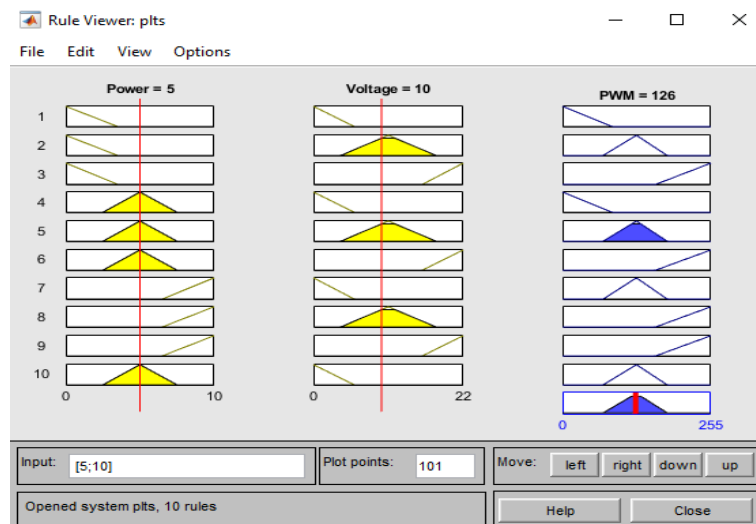 Rule Viewer: plts
File Edit View Options
Power = 5 Voltage = 10 PWM = 126
1
2
3
4
5
6
7
8
9
10
0 10 0 22
0 255
Input: [5;10] Plot points: 101 Move: left right down up
Opened system plts, 10 rules Help Close